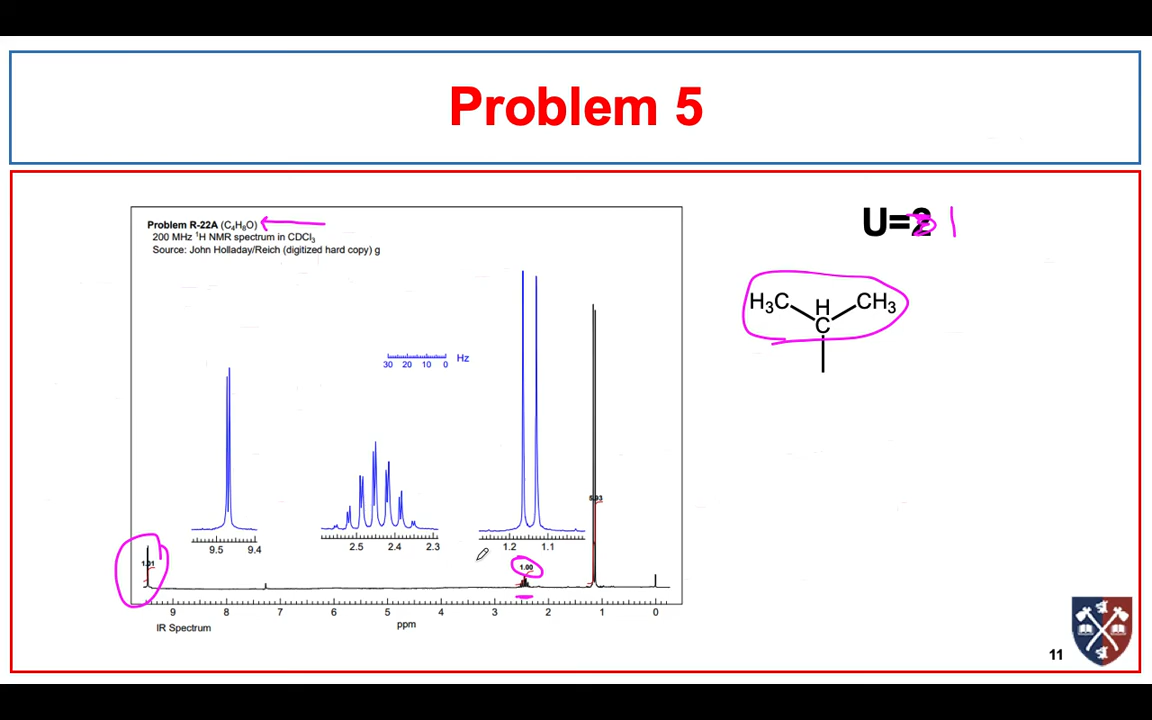 Problem 5
Problem R-22A (C₄H₈O)
200 MHz ¹H NMR spectrum in CDCl₃
Source: John Holladay/Reich (digitized hard copy) g
U=2 1
H₃C H CH₃
C
30 20 10 0 Hz
9.5 9.4
2.5 2.4 2.3
1.2 1.1
5.93
1.01
1.00
9 8 7 6 5 4 3 2 1 0
ppm
IR Spectrum
11